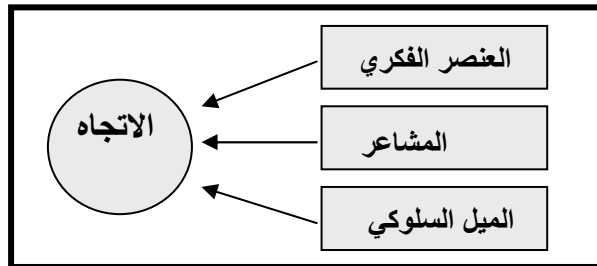 العنصر الفكري
الاتجاه
المشاعر
الميل السلوكي